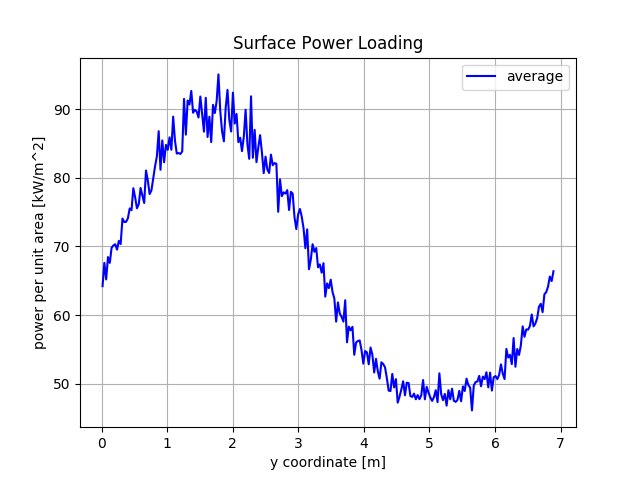 Surface Power Loading
average
power per unit area [kW/m^2]
90
80
70
60
50
0 1 2 3 4 5 6 7
y coordinate [m]